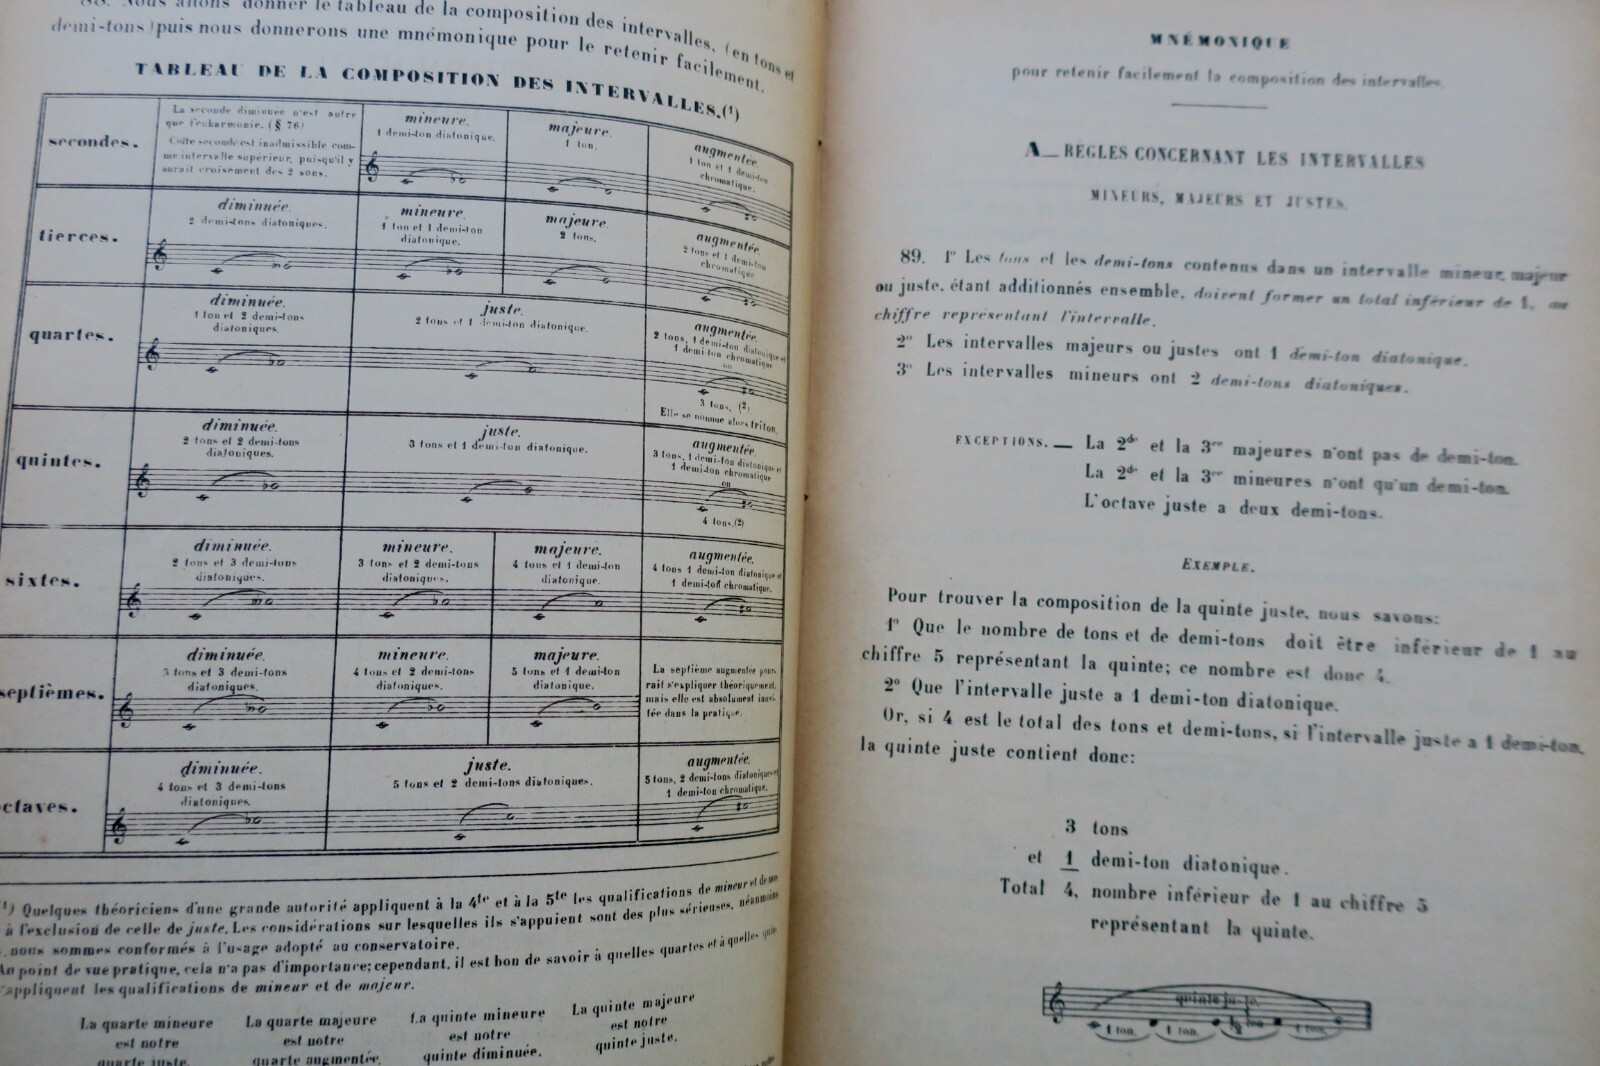 88. Nous allons donner le tableau de la composition des intervalles, (en tons et
demi-tons) puis nous donnerons une mnémonique pour le retenir facilement.
TABLEAU DE LA COMPOSITION DES INTERVALLES.(1)
secondes.
La seconde diminuée n'est autre
que l'enharmonie. (§ 76)
Cette seconde est inadmissible com-
me intervalle supérieur, puisqu'il y
aurait croisement des 2 sons.
mineure.
1 demi-ton diatonique.
majeure.
1 ton.
augmentée.
1 ton et 1 demi-ton
chromatique.
tierces.
diminuée.
2 demi-tons diatoniques.
mineure.
1 ton et 1 demi-ton
diatonique.
majeure.
2 tons.
augmentée.
2 tons et 1 demi-ton
chromatique
quartes.
diminuée.
1 ton et 2 demi-tons
diatoniques.
juste.
2 tons et 1 demi-ton diatonique.
augmentée.
2 tons, 1 demi-ton diatonique et
1 demi-ton chromatique
ou
3 tons, (2)
Elle se nomme alors triton.
quintes.
diminuée.
2 tons et 2 demi-tons
diatoniques.
juste.
3 tons et 1 demi-ton diatonique.
augmentée.
3 tons, 1 demi-ton diatonique et
1 demi-ton chromatique
ou
4 tons.(2)
sixtes.
diminuée.
2 tons et 3 demi-tons
diatoniques.
mineure.
3 tons et 2 demi-tons
diatoniques.
majeure.
4 tons et 1 demi-ton
diatonique.
augmentée.
4 tons 1 demi-ton diatonique et
1 demi-ton chromatique.
septièmes.
diminuée.
3 tons et 3 demi-tons
diatoniques.
mineure.
4 tons et 2 demi-tons
diatoniques.
majeure.
5 tons et 1 demi-ton
diatonique.
La septième augmentée pour-
rait s'expliquer théoriquement,
mais elle est absolument inusi-
tée dans la pratique.
octaves.
diminuée.
4 tons et 3 demi-tons
diatoniques.
juste.
5 tons et 2 demi-tons diatoniques.
augmentée.
5 tons, 2 demi-tons diatoniques et
1 demi-ton chromatique.
(1) Quelques théoriciens d'une grande autorité appliquent à la 4te et à la 5te les qualifications de mineur et de
à l'exclusion de celle de juste. Les considérations sur lesquelles ils s'appuient sont des plus sérieuses, néanmoins
nous sommes conformés à l'usage adopté au conservatoire.
Au point de vue pratique, cela n'a pas d'importance; cependant, il est bon de savoir à quelles quartes et à quelles quin-
s'appliquent les qualifications de mineur et de majeur.
La quarte mineure
est notre
quarte juste.
La quarte majeure
est notre
quarte augmentée.
La quinte mineure
est notre
quinte diminuée.
La quinte majeure
est notre
quinte juste.
MNÉMONIQUE
pour retenir facilement la composition des intervalles.
A_ RÈGLES CONCERNANT LES INTERVALLES
MINEURS, MAJEURS ET JUSTES.
89. 1º Les tons et les demi-tons contenus dans un intervalle mineur, majeur
ou juste, étant additionnés ensemble, doivent former un total inférieur de 1, au
chiffre représentant l'intervalle.
2º Les intervalles majeurs ou justes ont 1 demi-ton diatonique.
3º Les intervalles mineurs ont 2 demi-tons diatoniques.
EXCEPTIONS. — La 2de et la 3ce majeures n'ont pas de demi-ton.
La 2de et la 3ce mineures n'ont qu'un demi-ton.
L'octave juste a deux demi-tons.
EXEMPLE.
Pour trouver la composition de la quinte juste, nous savons:
1º Que le nombre de tons et de demi-tons doit être inférieur de 1 au
chiffre 5 représentant la quinte; ce nombre est donc 4.
2º Que l'intervalle juste a 1 demi-ton diatonique.
Or, si 4 est le total des tons et demi-tons, si l'intervalle juste a 1 demi-ton,
la quinte juste contient donc:
3 tons
et 1 demi-ton diatonique.
Total 4, nombre inférieur de 1 au chiffre 5
représentant la quinte.
quinte juste.
1 ton. 1 ton. ½ ton 1 ton.